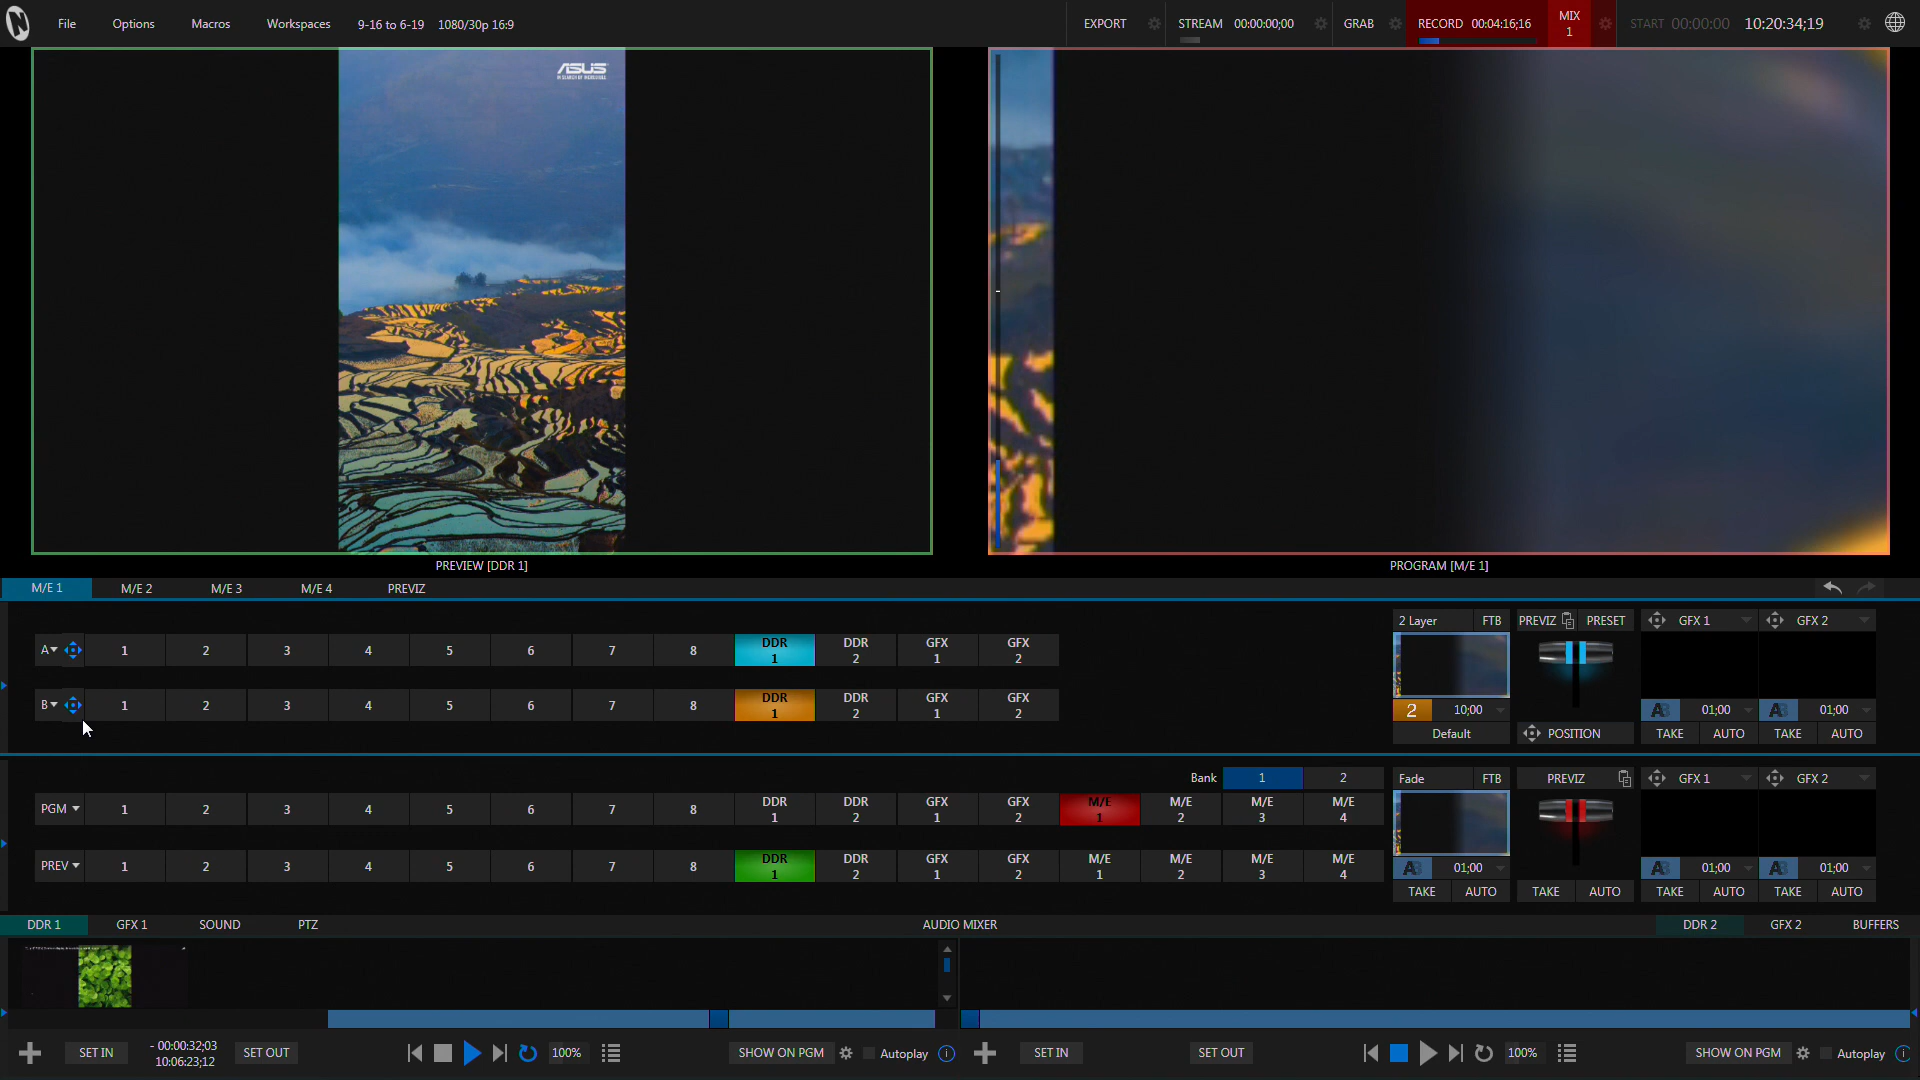 File Options Macros Workspaces 9-16 to 6-19 1080/30p 16:9 EXPORT STREAM 00:00:00;00 GRAB RECORD 00:04:16;16 MIX 1 START 00:00:00 10:20:34;19
ASUS
IN SEARCH OF INCREDIBLE
PREVIEW [DDR 1] PROGRAM [M/E 1]
M/E 1 M/E 2 M/E 3 M/E 4 PREVIZ
2 Layer FTB PREVIZ PRESET GFX 1 GFX 2
A 1 2 3 4 5 6 7 8 DDR 1 DDR 2 GFX 1 GFX 2
B 1 2 3 4 5 6 7 8 DDR 1 DDR 2 GFX 1 GFX 2
2 10;00 AB 01;00 AB 01;00
Default POSITION TAKE AUTO TAKE AUTO
Bank 1 2 Fade FTB PREVIZ GFX 1 GFX 2
PGM 1 2 3 4 5 6 7 8 DDR 1 DDR 2 GFX 1 GFX 2 M/E 1 M/E 2 M/E 3 M/E 4
PREV 1 2 3 4 5 6 7 8 DDR 1 DDR 2 GFX 1 GFX 2 M/E 1 M/E 2 M/E 3 M/E 4
AB 01;00 AB 01;00 AB 01;00
TAKE AUTO TAKE AUTO TAKE AUTO TAKE AUTO
DDR 1 GFX 1 SOUND PTZ AUDIO MIXER DDR 2 GFX 2 BUFFERS
SET IN - 00:00:32;03 SET OUT 100% SHOW ON PGM Autoplay SET IN SET OUT 100% SHOW ON PGM Autoplay
10:06:23;12